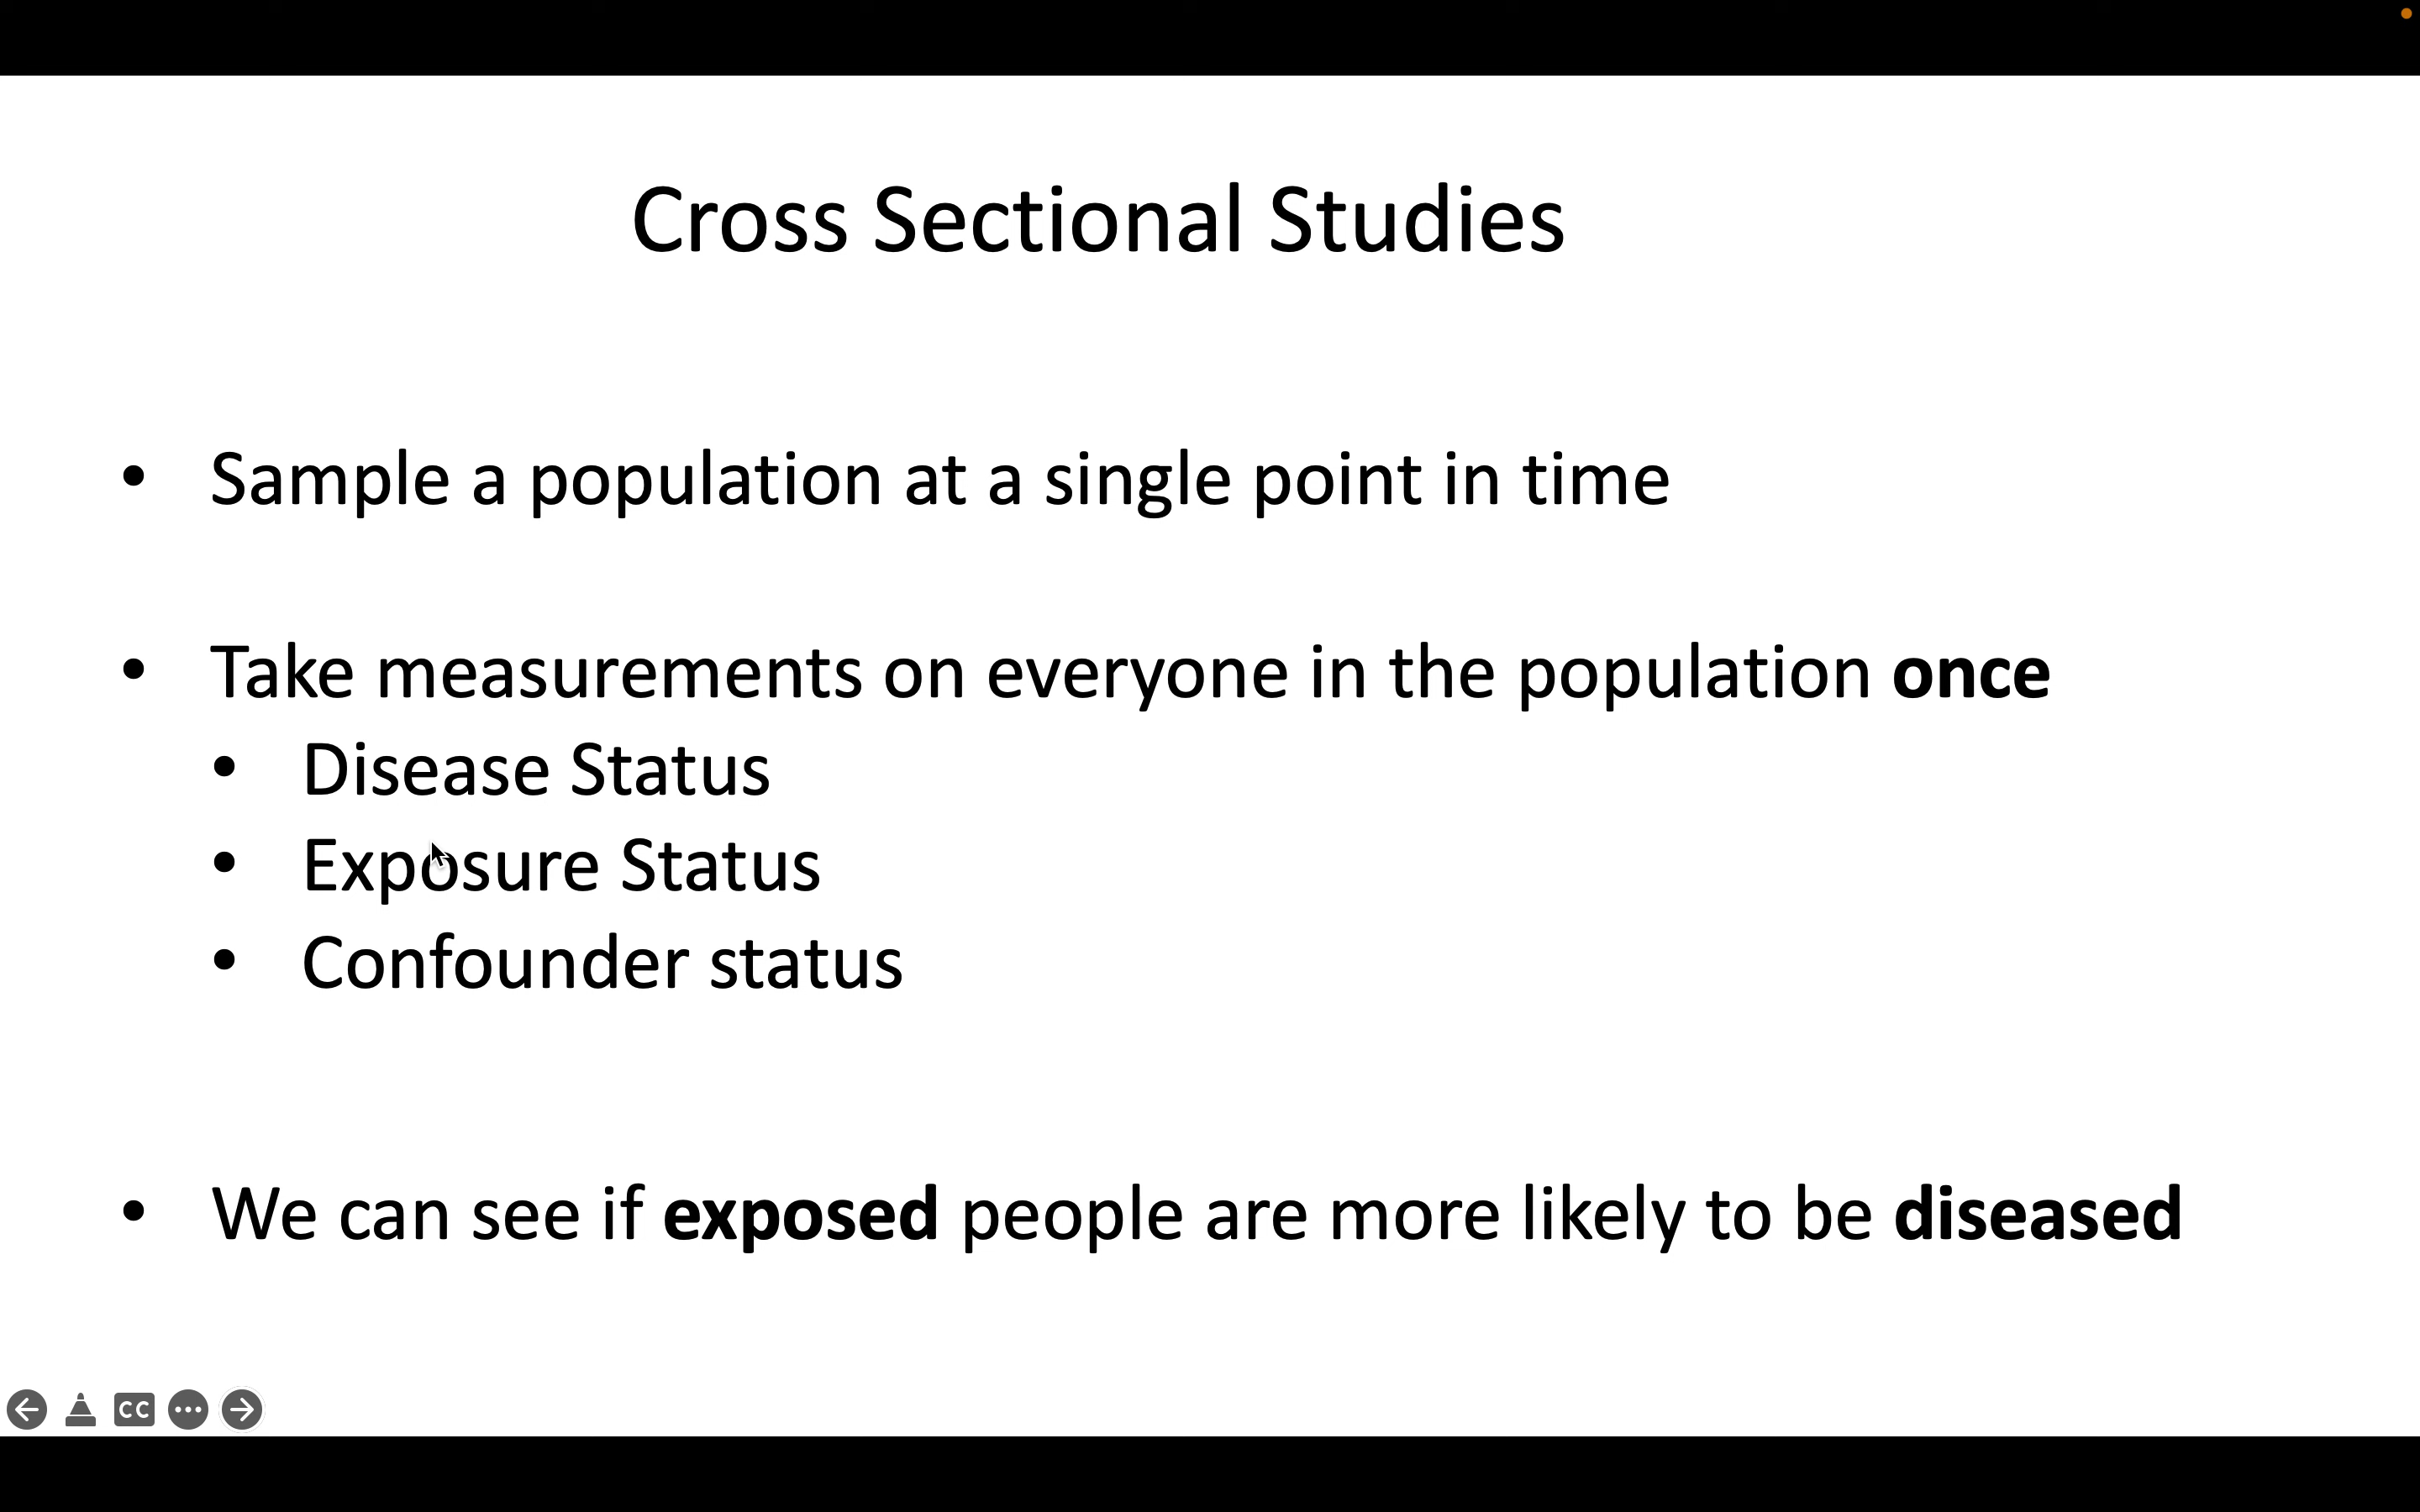 Cross Sectional Studies
• Sample a population at a single point in time
• Take measurements on everyone in the population once
• Disease Status
• Exposure Status
• Confounder status
• We can see if exposed people are more likely to be diseased
CC